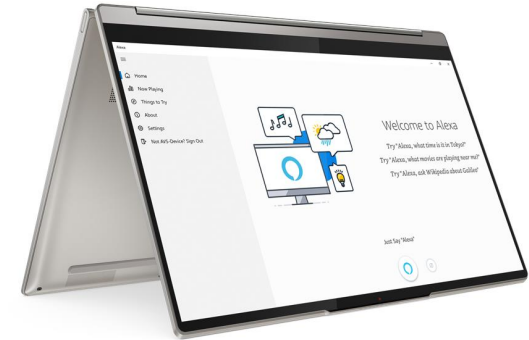 Alexa
Home
Now Playing
Things to Try
About
Settings
Not AVS-Device? Sign Out
Welcome to Alexa
Try "Alexa, what time is it in Tokyo?"
Try "Alexa, what movies are playing near me?"
Try "Alexa, ask Wikipedia about Galileo"
Just Say "Alexa"